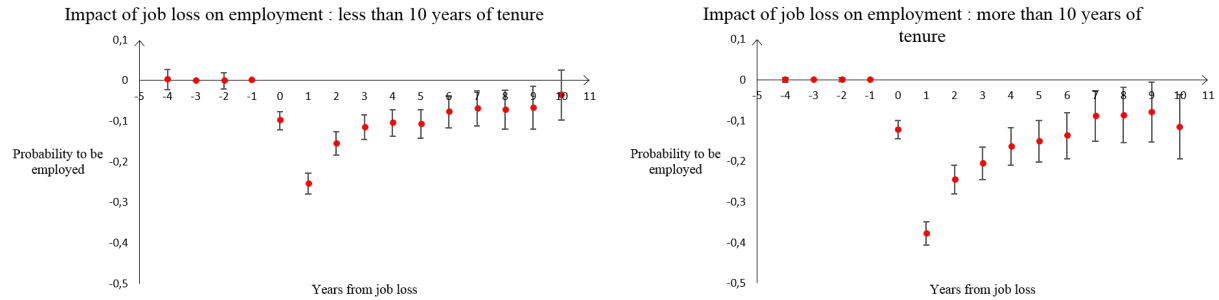 Impact of job loss on employment : less than 10 years of tenure
0,1
0
-0,1
-0,2
-0,3
-0,4
-0,5
-5 -4 -3 -2 -1 0 1 2 3 4 5 6 7 8 9 10 11
Probability to be
employed
Years from job loss
Impact of job loss on employment : more than 10 years of
tenure
0,1
0
-0,1
-0,2
-0,3
-0,4
-0,5
-5 -4 -3 -2 -1 0 1 2 3 4 5 6 7 8 9 10 11
Probability to be
employed
Years from job loss